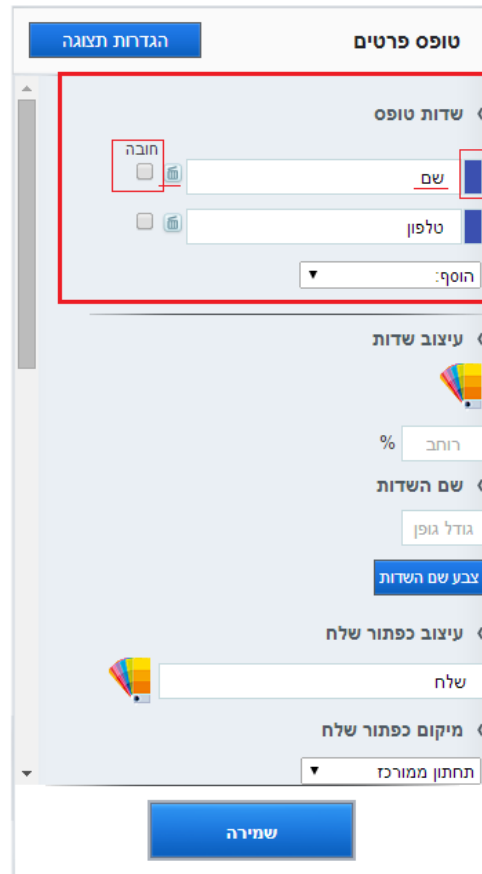 טופס פרטים
הגדרות תצוגה
שדות טופס
חובה
שם
טלפון
הוסף:
עיצוב שדות
רוחב %
שם השדות
גודל גופן
צבע שם השדות
עיצוב כפתור שלח
שלח
מיקום כפתור שלח
תחתון ממורכז
שמירה